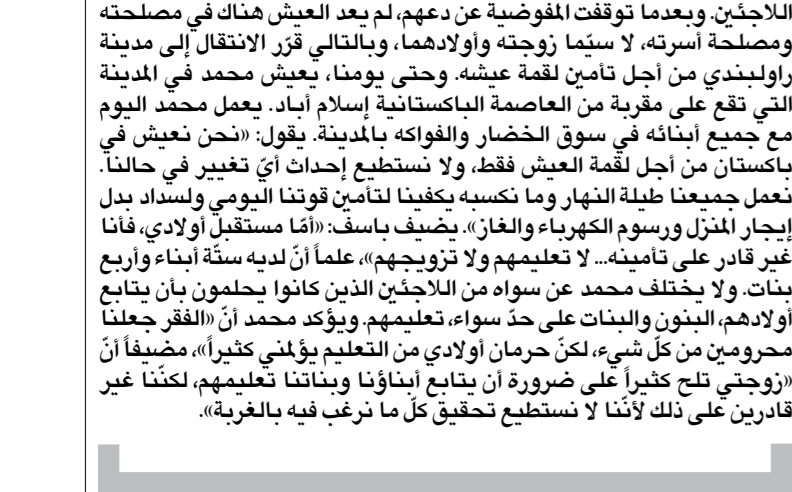 اللاجئين. وبعدما توقفت المفوضية عن دعهم، لم يعد العيش هناك في مصلحته
ومصلحة أسرته، لا سيّما زوجته وأولادهما، وبالتالي قرّر الانتقال إلى مدينة
راولبندي من أجل تأمين لقمة عيشه. وحتى يومنا، يعيش محمد في المدينة
التي تقع على مقربة من العاصمة الباكستانية إسلام أباد. يعمل محمد اليوم
مع جميع أبنائه في سوق الخضار والفواكه بالمدينة. يقول: «نحن نعيش في
باكستان من أجل لقمة العيش فقط، ولا نستطيع إحداث أيّ تغيير في حالنا.
نعمل جميعنا طيلة النهار وما نكسبه يكفينا لتأمين قوتنا اليومي ولسداد بدل
إيجار المنزل ورسوم الكهرباء والغاز». يضيف باسف: «أمّا مستقبل أولادي، فأنا
غير قادر على تأمينه... لا تعليمهم ولا تزويجهم»، علماً أنّ لديه ستّة أبناء وأربع
بنات. ولا يختلف محمد عن سواه من اللاجئين الذين كانوا يحلمون بأن يتابع
أولادهم، البنون والبنات على حدّ سواء، تعليمهم. ويؤكد محمد أنّ «الفقر جعلنا
محرومين من كلّ شيء، لكنّ حرمان أولادي من التعليم يؤلمني كثيراً»، مضيفاً أنّ
«زوجتي تلح كثيراً على ضرورة أن يتابع أبناؤنا وبناتنا تعليمهم، لكنّنا غير
قادرين على ذلك لأنّنا لا نستطيع تحقيق كلّ ما نرغب فيه بالغربة».